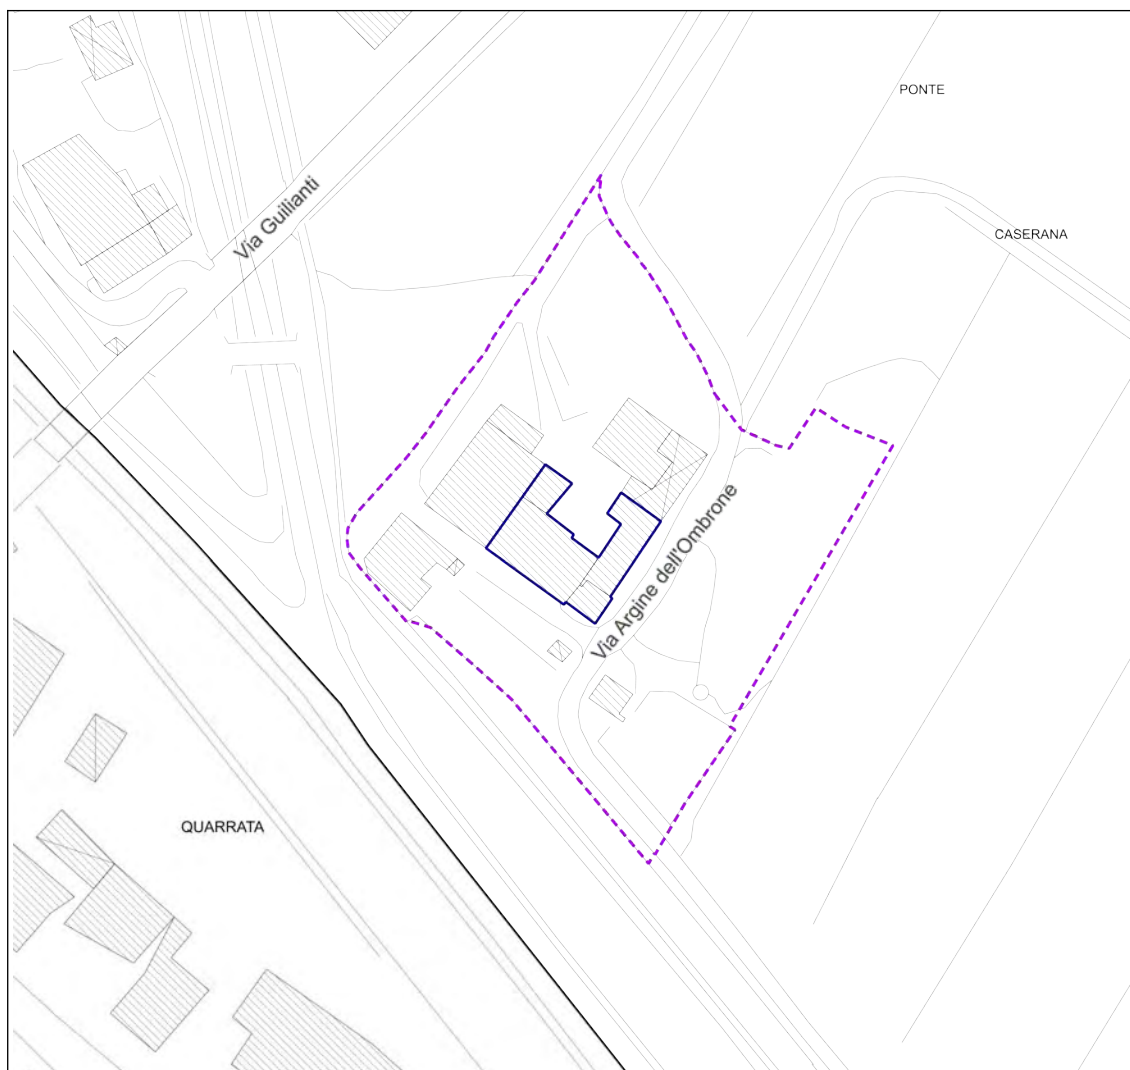 PONTE
Via Guilianti
CASERANA
Via Argine dell'Ombrone
QUARRATA